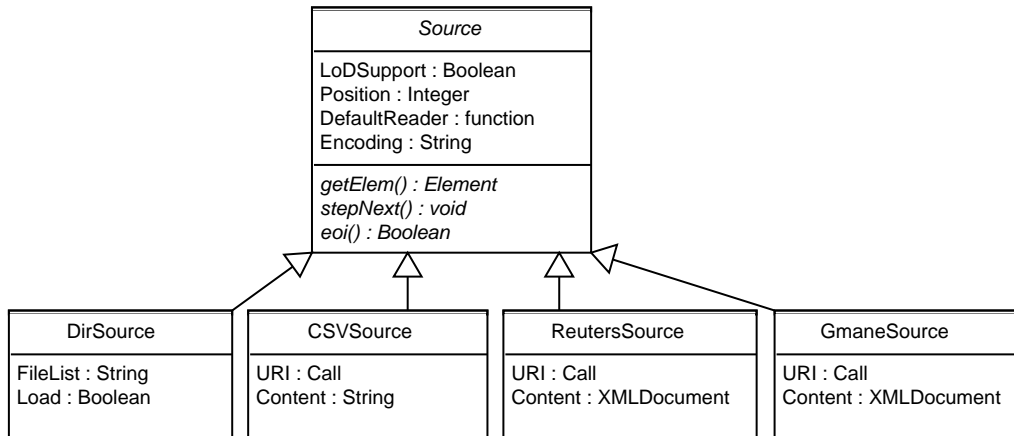 Source
LoDSupport : Boolean
Position : Integer
DefaultReader : function
Encoding : String
getElem() : Element
stepNext() : void
eoi() : Boolean
DirSource
FileList : String
Load : Boolean
CSVSource
URI : Call
Content : String
ReutersSource
URI : Call
Content : XMLDocument
GmaneSource
URI : Call
Content : XMLDocument